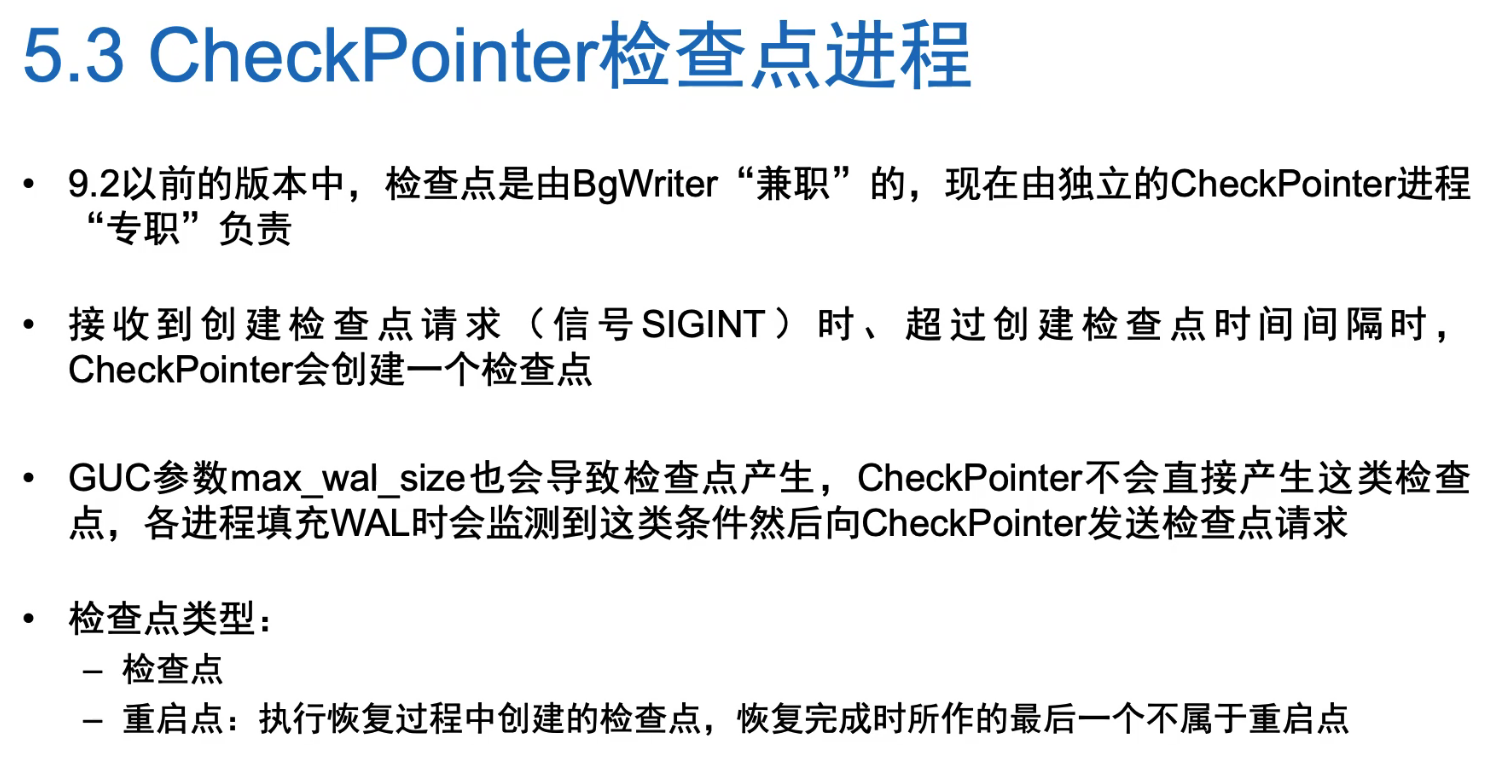 5.3 CheckPointer检查点进程
• 9.2以前的版本中，检查点是由BgWriter“兼职”的，现在由独立的CheckPointer进程
“专职”负责
• 接收到创建检查点请求（信号SIGINT）时、超过创建检查点时间间隔时，
CheckPointer会创建一个检查点
• GUC参数max_wal_size也会导致检查点产生，CheckPointer不会直接产生这类检查
点，各进程填充WAL时会监测到这类条件然后向CheckPointer发送检查点请求
• 检查点类型：
– 检查点
– 重启点：执行恢复过程中创建的检查点，恢复完成时所作的最后一个不属于重启点